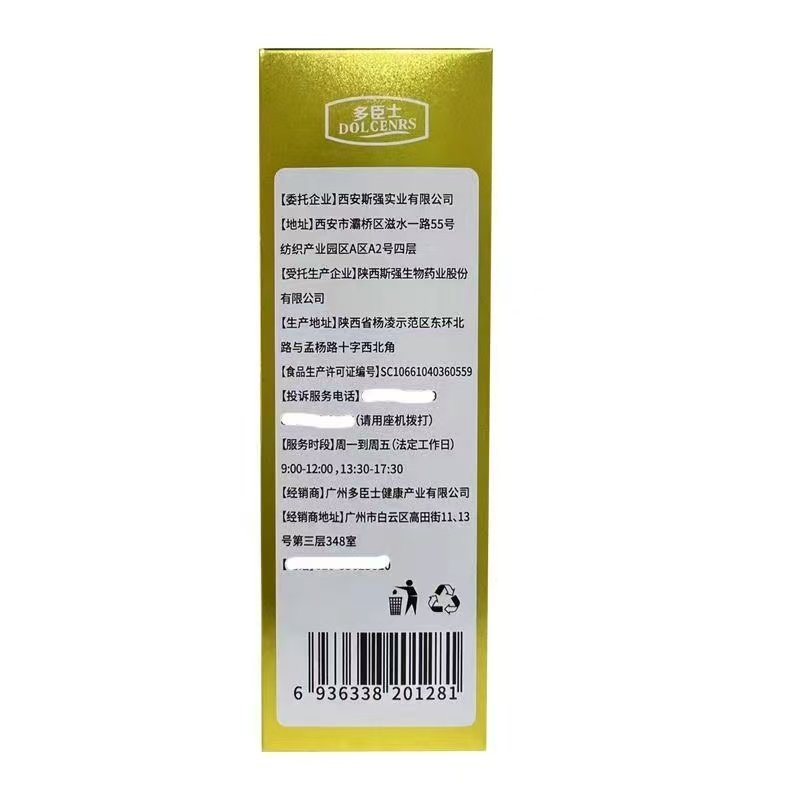 多臣士
DOLCENRS
【委托企业】西安斯强实业有限公司
【地址】西安市灞桥区滋水一路55号
纺织产业园区A区A2号四层
【受托生产企业】陕西斯强生物药业股份
有限公司
【生产地址】陕西省杨凌示范区东环北
路与孟杨路十字西北角
【食品生产许可证编号】SC10661040360559
【投诉服务电话】
(请用座机拨打)
【服务时段】周一到周五(法定工作日)
9:00-12:00,13:30-17:30
【经销商】广州多臣士健康产业有限公司
【经销商地址】广州市白云区高田街11、13
号第三层348室
6 936338 201281